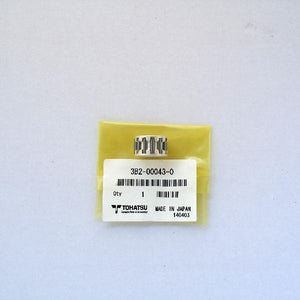 3B2-00043-0
Qty 1
TOHATSU MADE IN JAPAN
140403